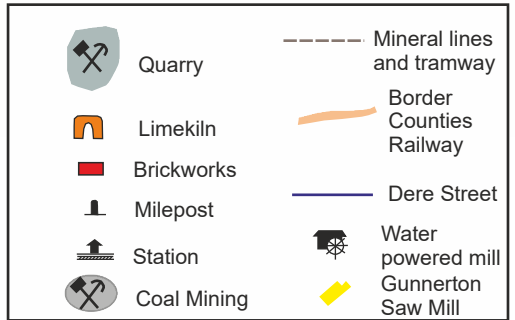 Quarry
Limekiln
Brickworks
Milepost
Station
Coal Mining
Mineral lines
and tramway
Border
Counties
Railway
Dere Street
Water
powered mill
Gunnerton
Saw Mill